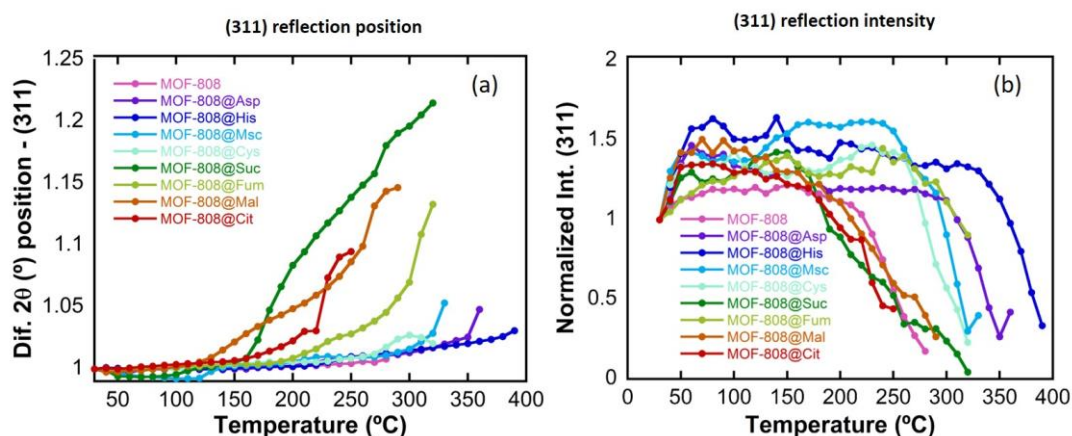 (311) reflection position
1.25
1.2
1.15
1.1
1.05
1
Dif. 2θ (º) position - (311)
(a)
MOF-808
MOF-808@Asp
MOF-808@His
MOF-808@Msc
MOF-808@Cys
MOF-808@Suc
MOF-808@Fum
MOF-808@Mal
MOF-808@Cit
50 100 150 200 250 300 350 400
Temperature (ºC)
(311) reflection intensity
2
1.5
1
0.5
0
Normalized Int. (311)
(b)
MOF-808
MOF-808@Asp
MOF-808@His
MOF-808@Msc
MOF-808@Cys
MOF-808@Suc
MOF-808@Fum
MOF-808@Mal
MOF-808@Cit
0 50 100 150 200 250 300 350 400
Temperature (ºC)